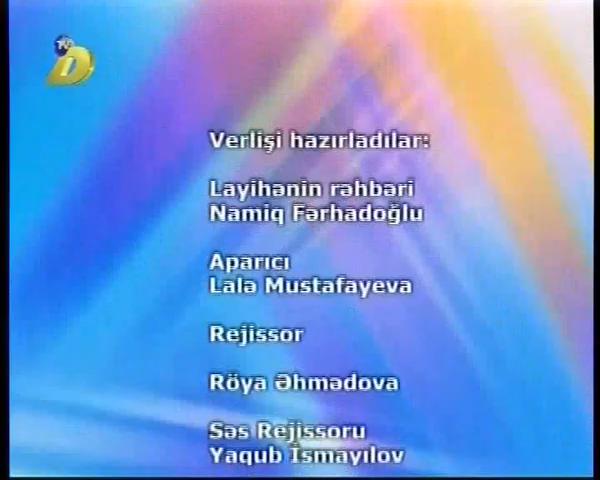 D
Verlişi hazırladılar:
Layihənin rəhbəri
Namiq Fərhadoğlu
Aparıcı
Lalə Mustafayeva
Rejissor
Röya Əhmədova
Səs Rejissoru
Yaqub İsmayılov